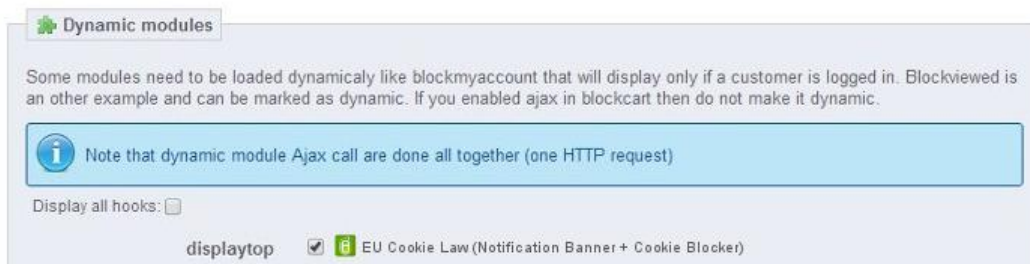 Dynamic modules
Some modules need to be loaded dynamicaly like blockmyaccount that will display only if a customer is logged in. Blockviewed is
an other example and can be marked as dynamic. If you enabled ajax in blockcart then do not make it dynamic.
Note that dynamic module Ajax call are done all together (one HTTP request)
Display all hooks:
displaytop EU Cookie Law (Notification Banner + Cookie Blocker)